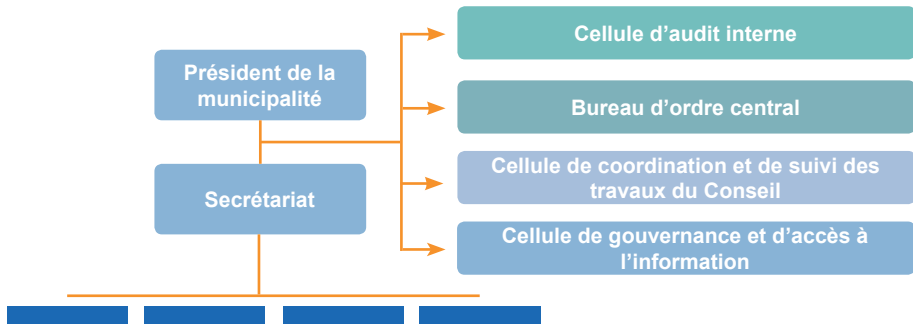 Président de la
municipalité
Secrétariat
Cellule d’audit interne
Bureau d’ordre central
Cellule de coordination et de suivi des
travaux du Conseil
Cellule de gouvernance et d’accès à
l’information